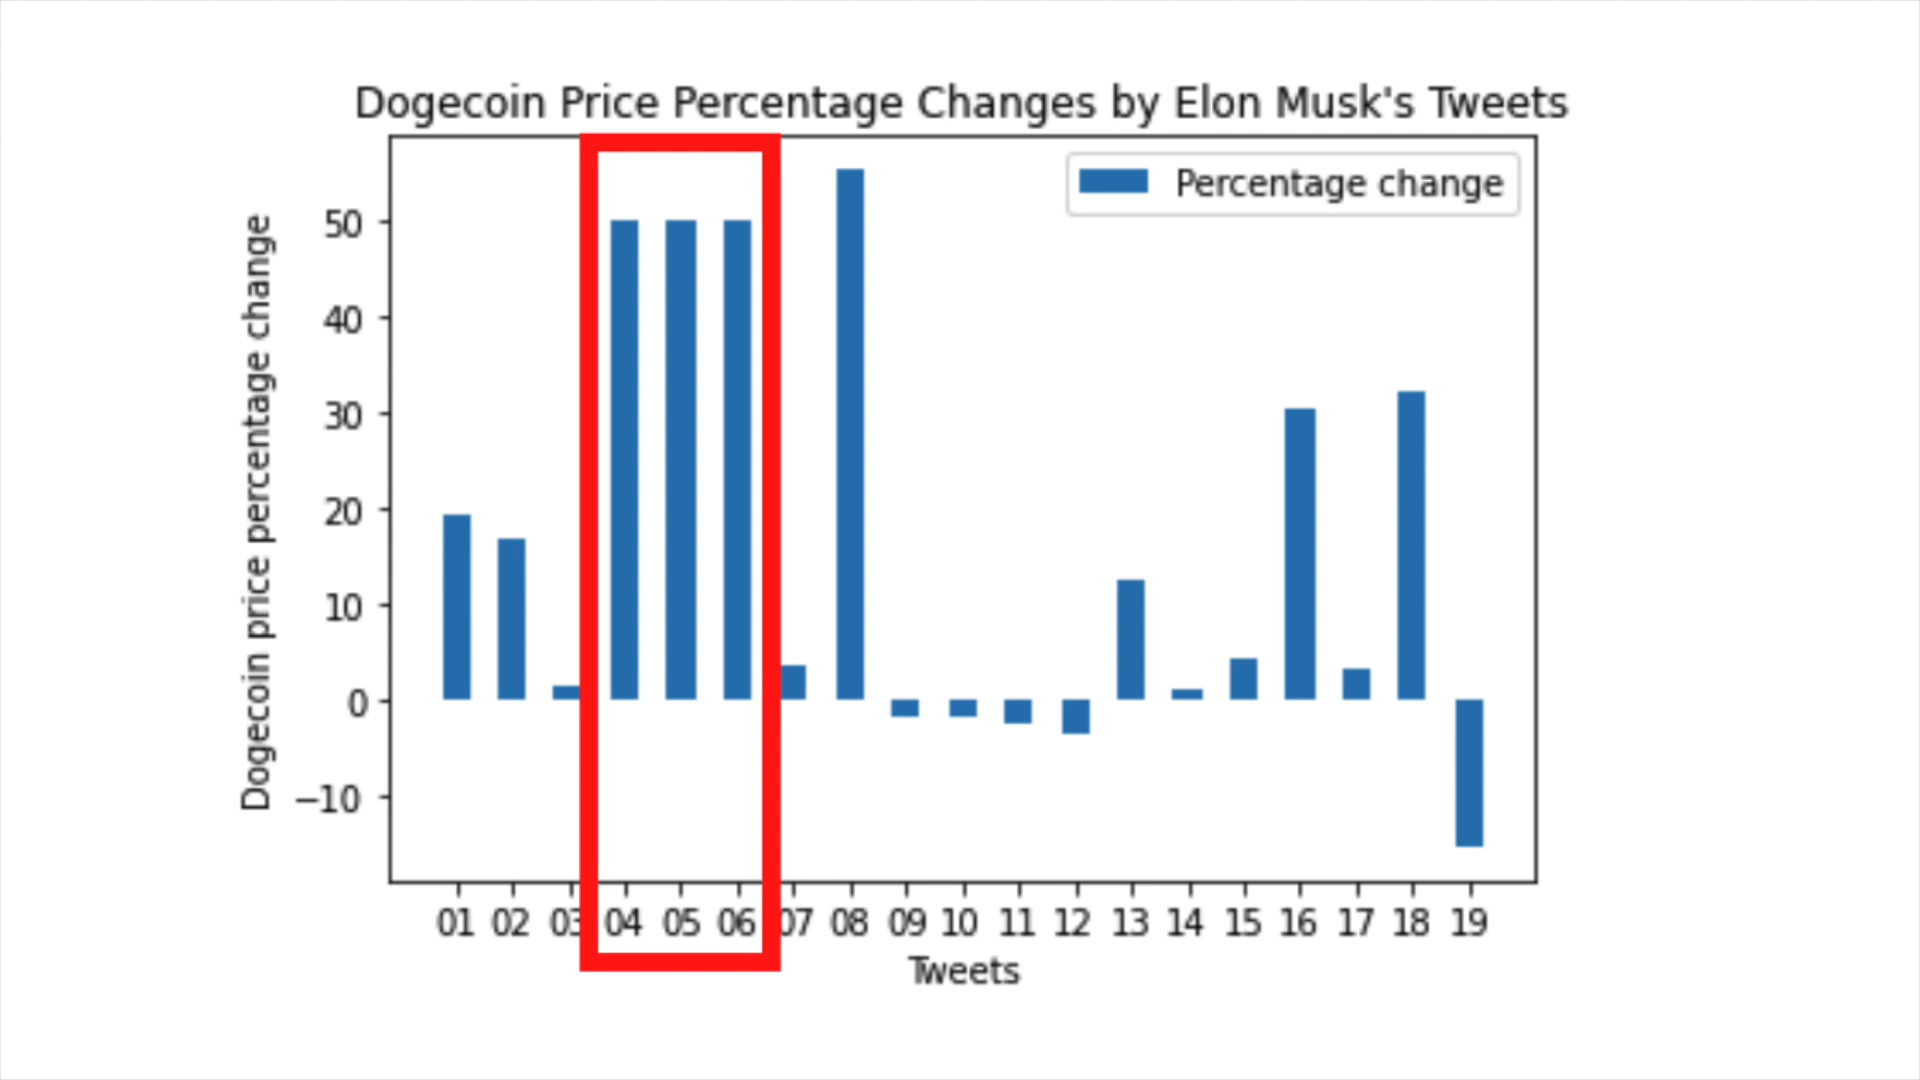 Dogecoin Price Percentage Changes by Elon Musk's Tweets
Percentage change
Dogecoin price percentage change
50
40
30
20
10
0
−10
01 02 03 04 05 06 07 08 09 10 11 12 13 14 15 16 17 18 19
Tweets